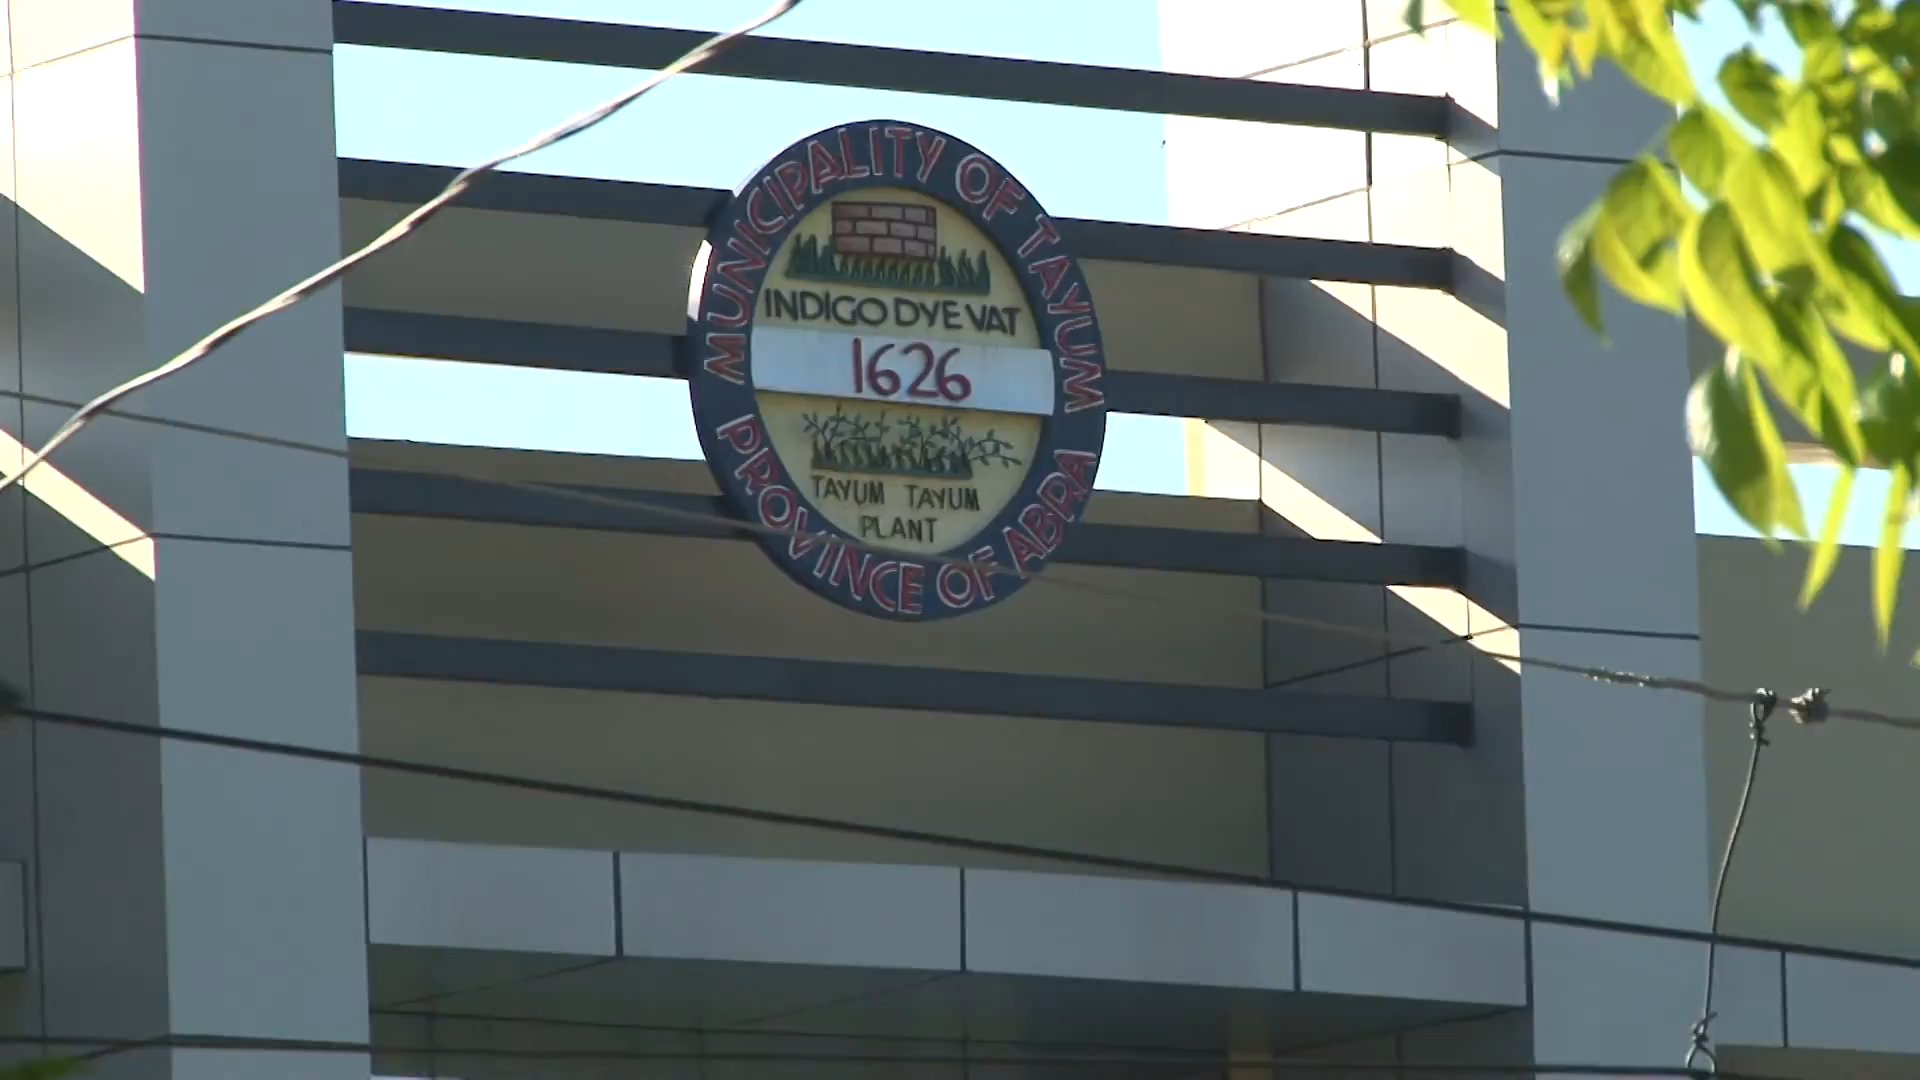 MUNICIPALITY OF TAYUM
INDIGO DYE VAT
1626
TAYUM TAYUM
PLANT
PROVINCE OF ABRA